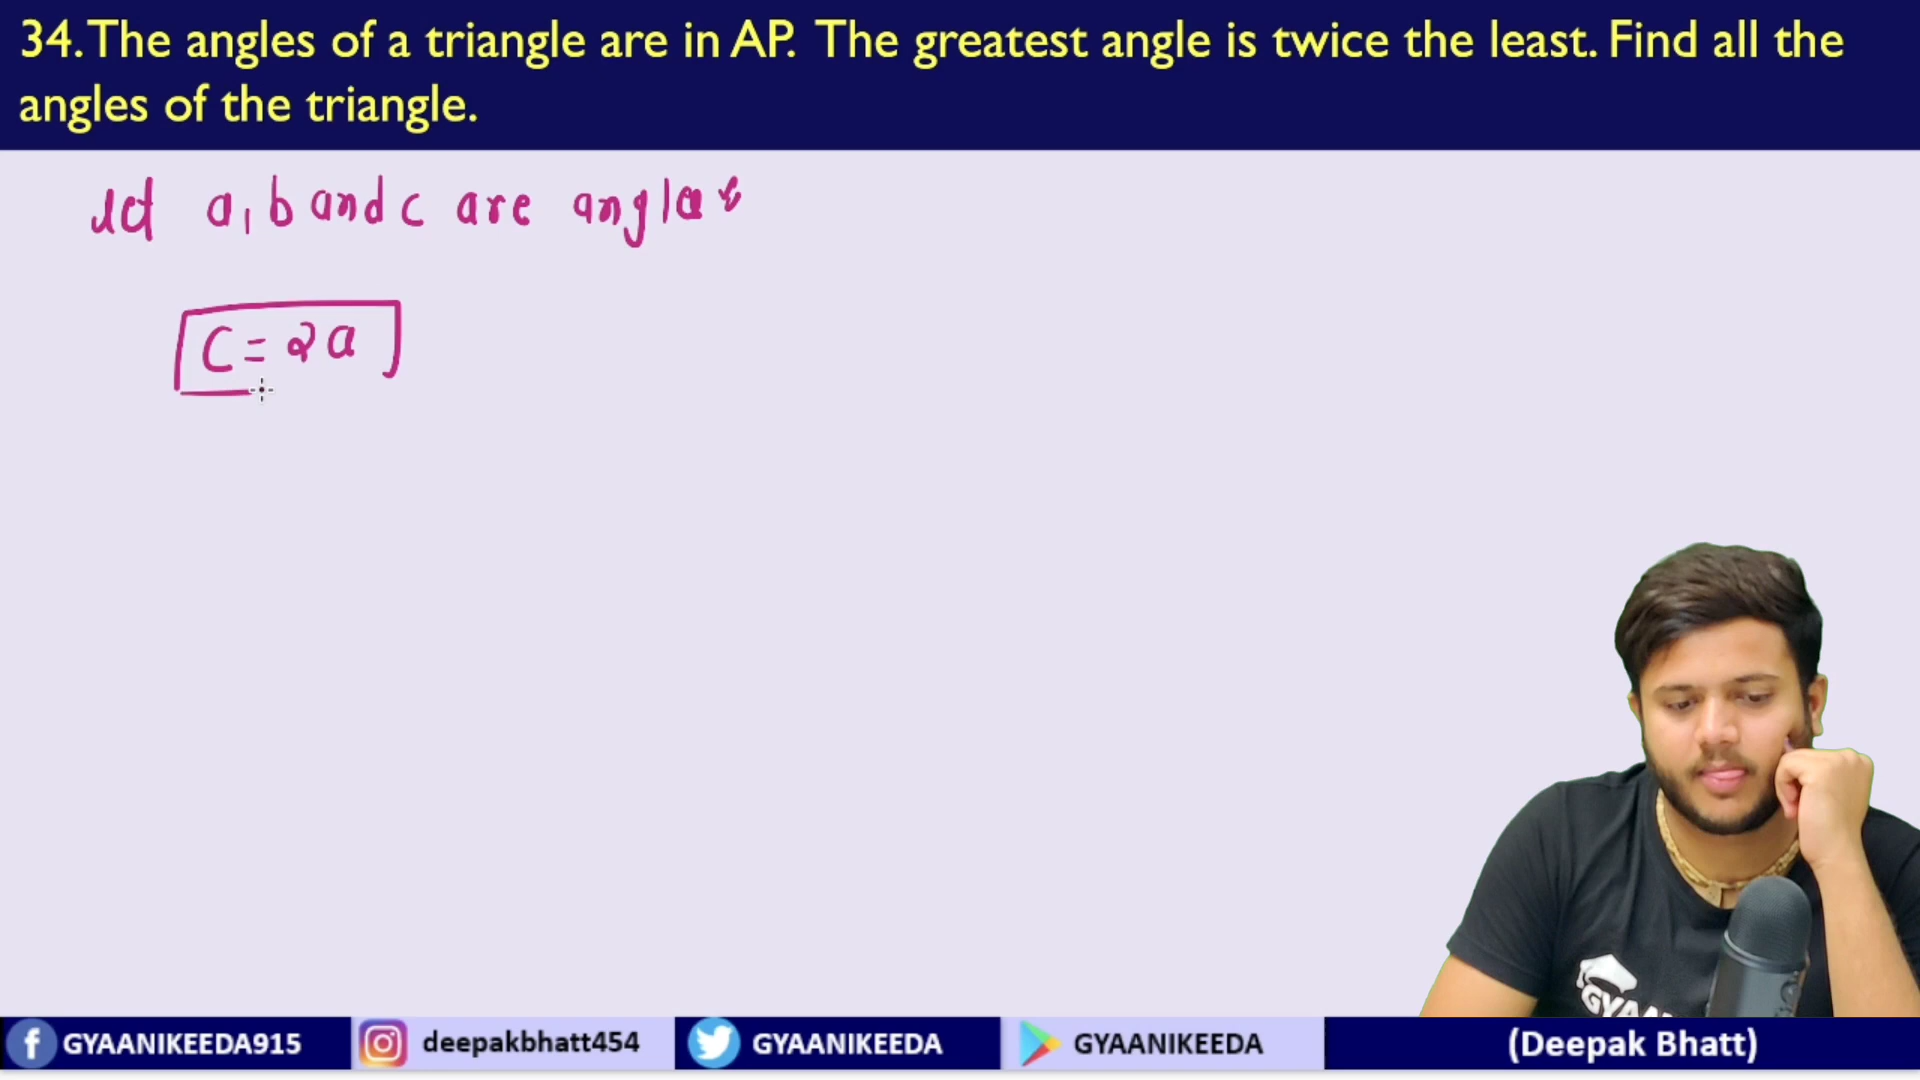 34. The angles of a triangle are in AP. The greatest angle is twice the least. Find all the
angles of the triangle.
let a, b and c are angles
C = 2a
GYAANIKEEDA915 deepakbhatt454 GYAANIKEEDA GYAANIKEEDA (Deepak Bhatt)